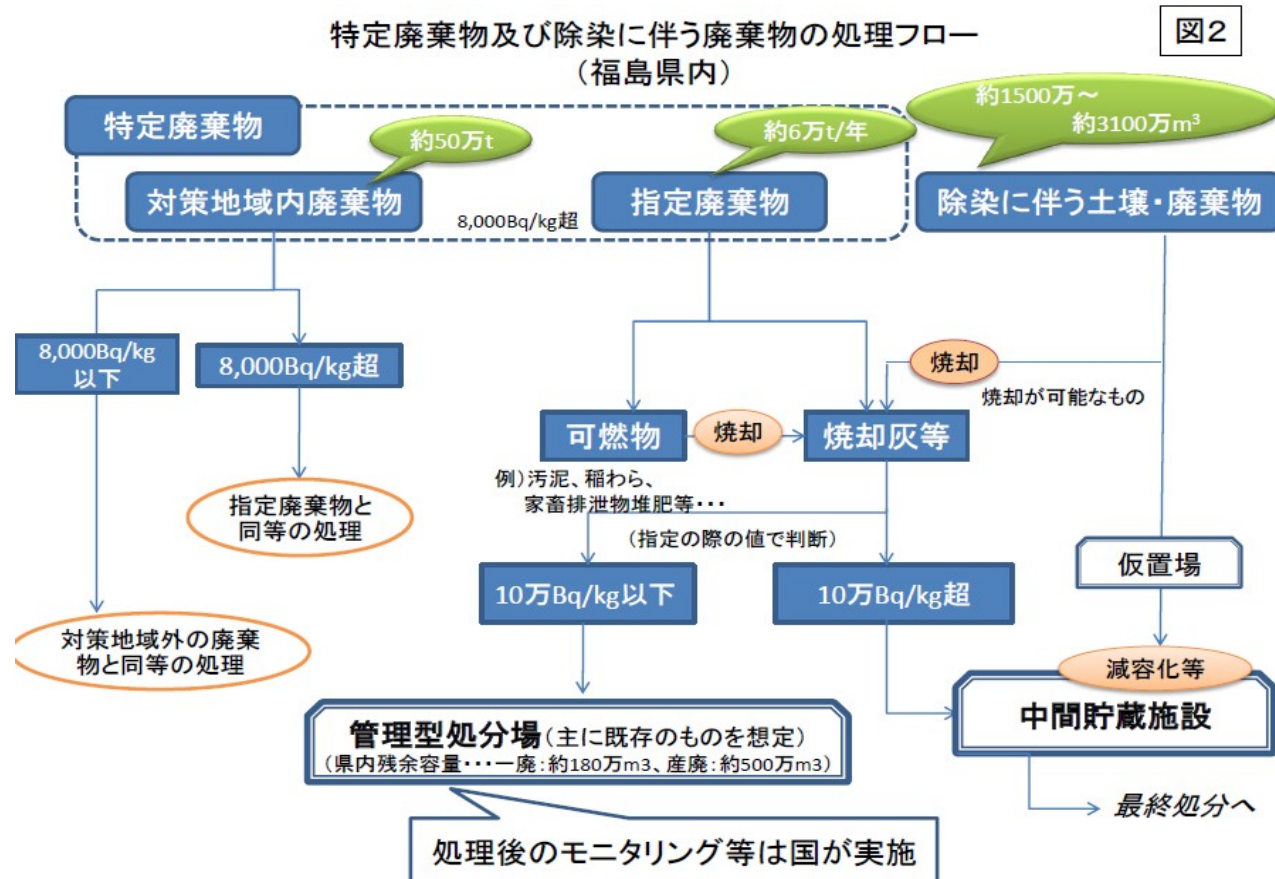 特定廃棄物及び除染に伴う廃棄物の処理フロー
(福島県内)
図2
特定廃棄物
約50万t
約6万t/年
約1500万~
約3100万m³
対策地域内廃棄物
8,000Bq/kg超
指定廃棄物
除染に伴う土壌・廃棄物
8,000Bq/kg
以下
8,000Bq/kg超
焼却
焼却が可能なもの
可燃物
焼却
焼却灰等
例)汚泥、稲わら、
家畜排泄物堆肥等・・・
指定廃棄物と
同等の処理
(指定の際の値で判断)
仮置場
10万Bq/kg以下
10万Bq/kg超
対策地域外の廃棄
物と同等の処理
減容化等
中間貯蔵施設
管理型処分場(主に既存のものを想定)
(県内残余容量・・・一廃:約180万m3、産廃:約500万m3)
最終処分へ
処理後のモニタリング等は国が実施